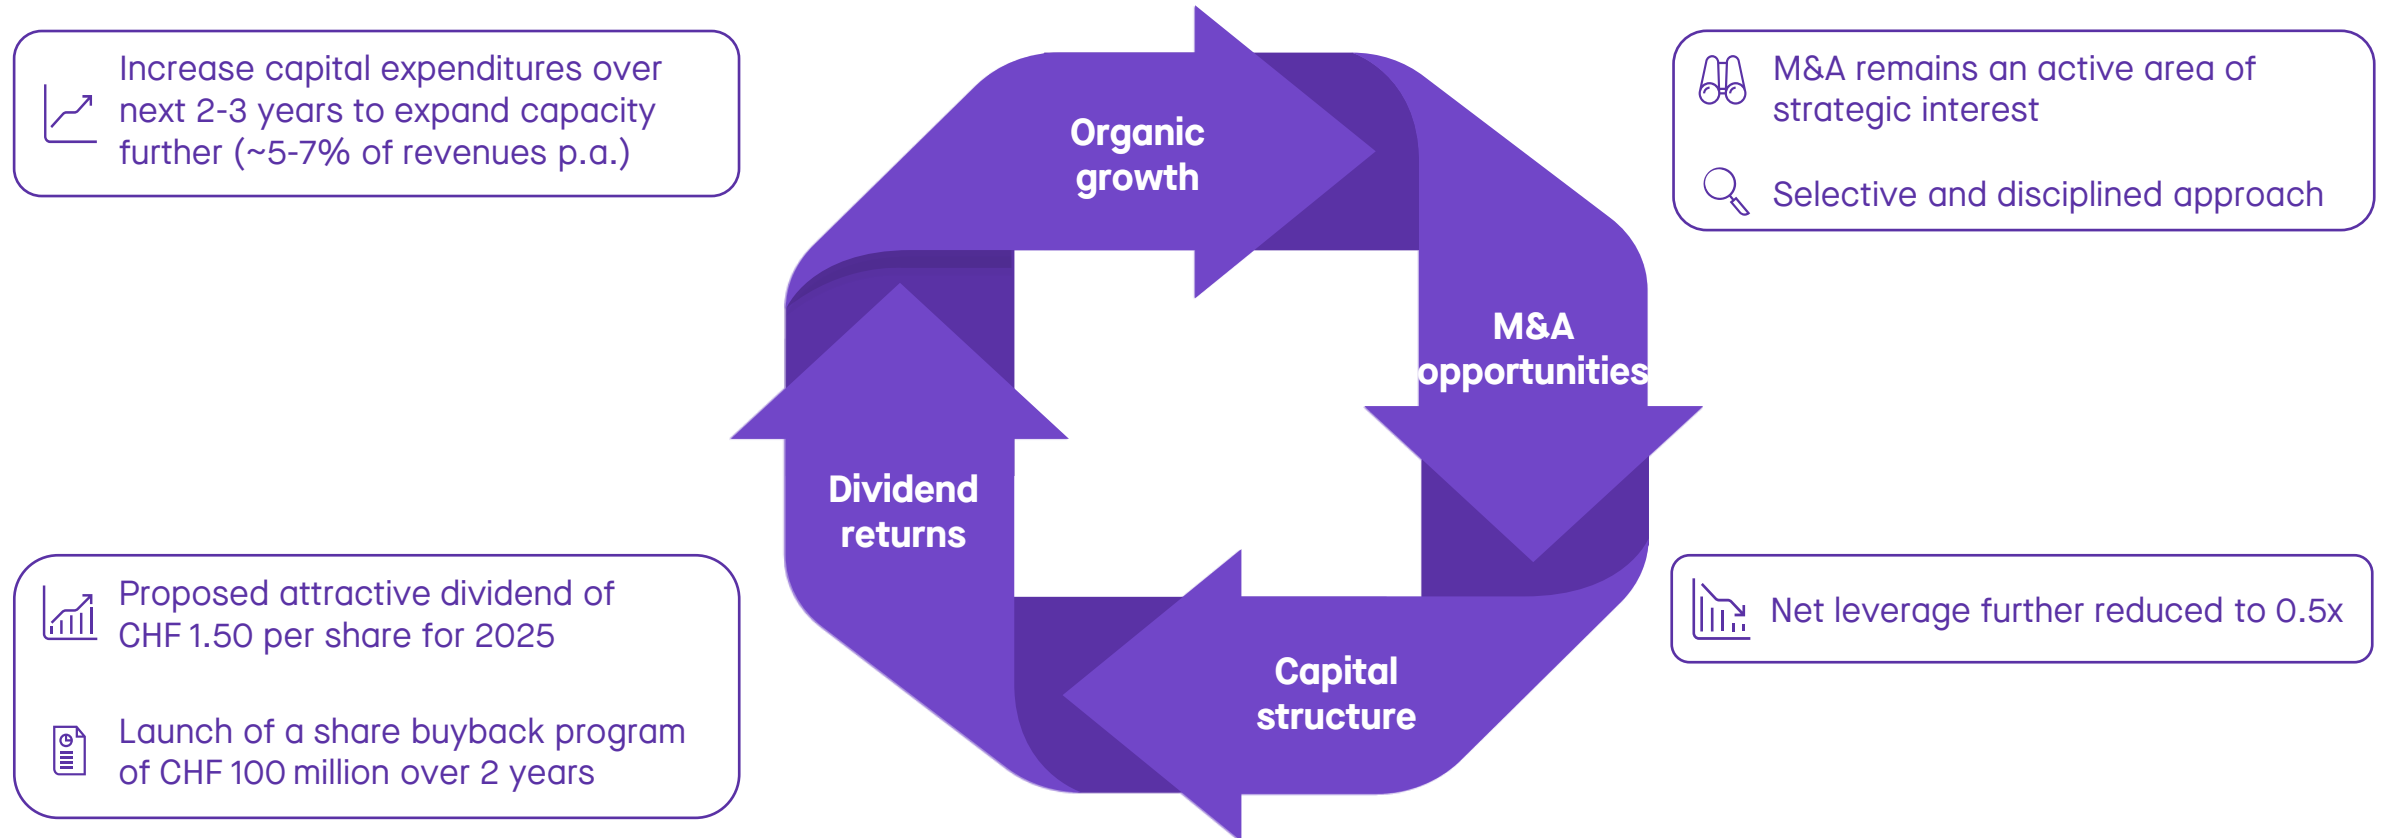 Increase capital expenditures over
next 2-3 years to expand capacity
further (~5-7% of revenues p.a.)
Organic
growth
M&A remains an active area of
strategic interest
Selective and disciplined approach
M&A
opportunities
Dividend
returns
Proposed attractive dividend of
CHF 1.50 per share for 2025
Launch of a share buyback program
of CHF 100 million over 2 years
Capital
structure
Net leverage further reduced to 0.5x